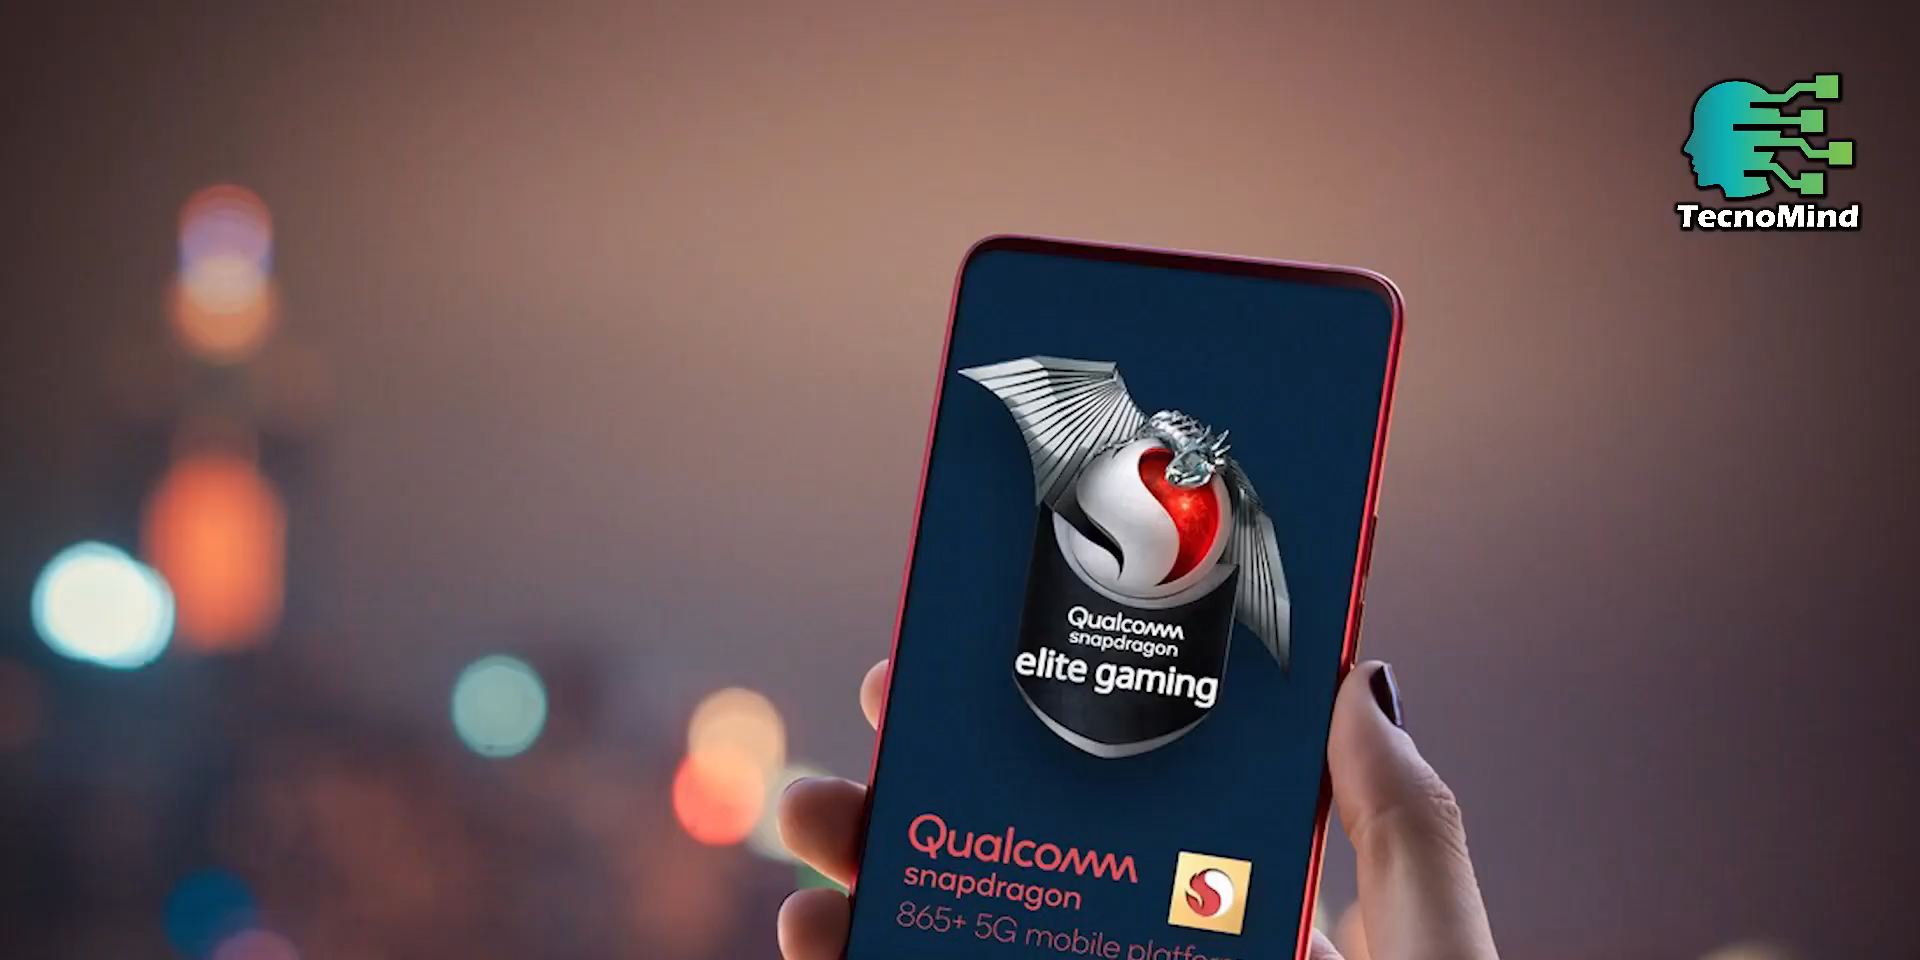 TecnoMind
Qualcomm
snapdragon
elite gaming
Qualcomm
snapdragon
865+ 5G mobile